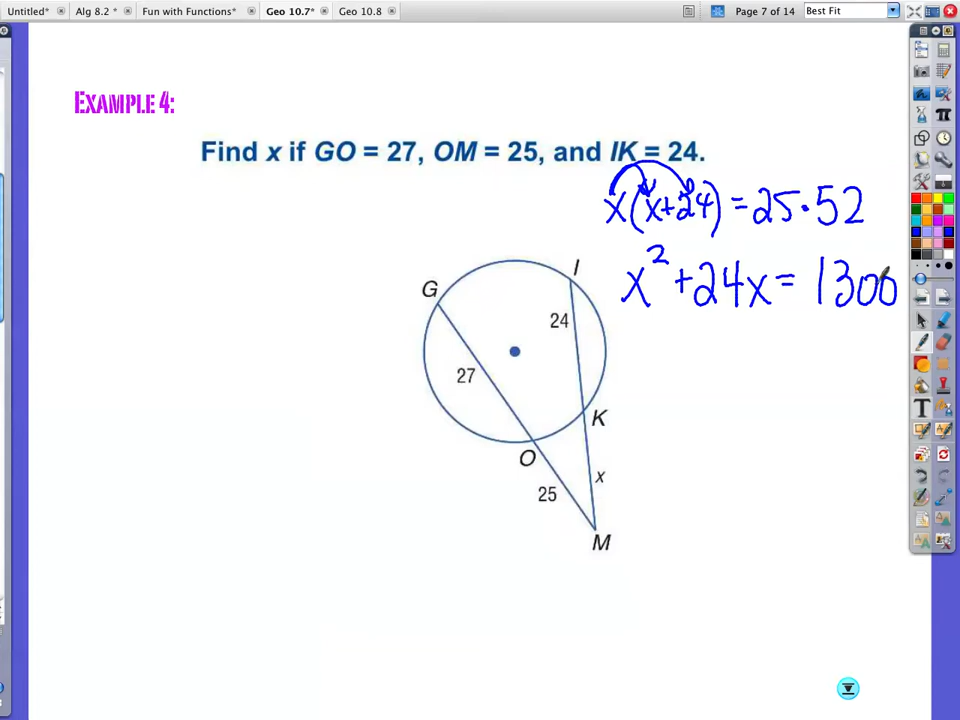 Untitled*
Alg 8.2 *
Fun with Functions*
Geo 10.7*
Geo 10.8
Page 7 of 14
Best Fit
EXAMPLE 4:
Find x if GO = 27, OM = 25, and IK = 24.
x(x+24) = 25·52
x² + 24x = 1300
I
G
24
27
K
O
x
25
M